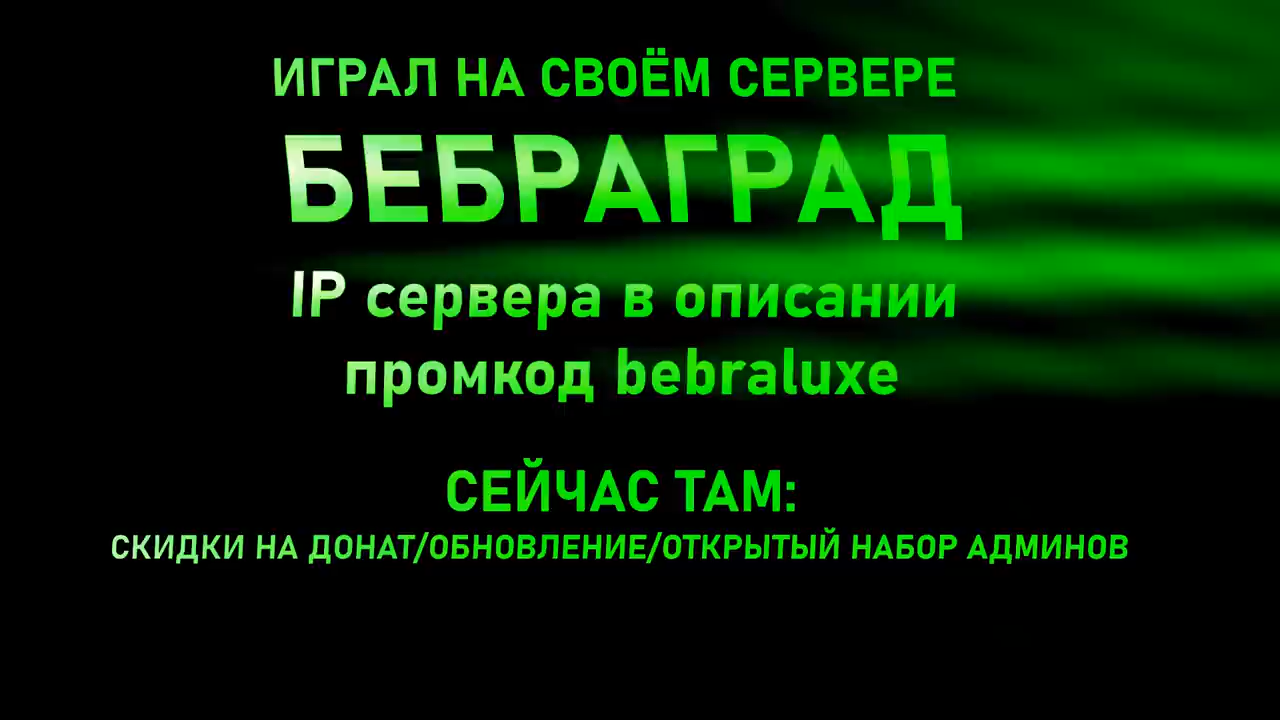 ИГРАЛ НА СВОЁМ СЕРВЕРЕ
БЕБРАГРАД
IP сервера в описании
промкод bebraluxe
СЕЙЧАС ТАМ:
СКИДКИ НА ДОНАТ/ОБНОВЛЕНИЕ/ОТКРЫТЫЙ НАБОР АДМИНОВ